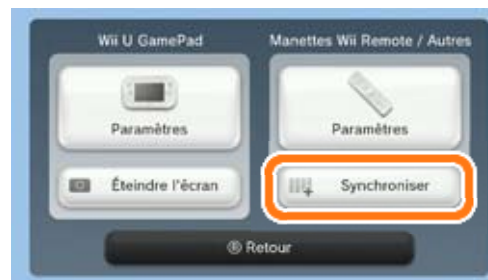 Wii U GamePad
Manettes Wii Remote / Autres
Paramètres
Paramètres
Éteindre l'écran
Synchroniser
Ⓑ Retour